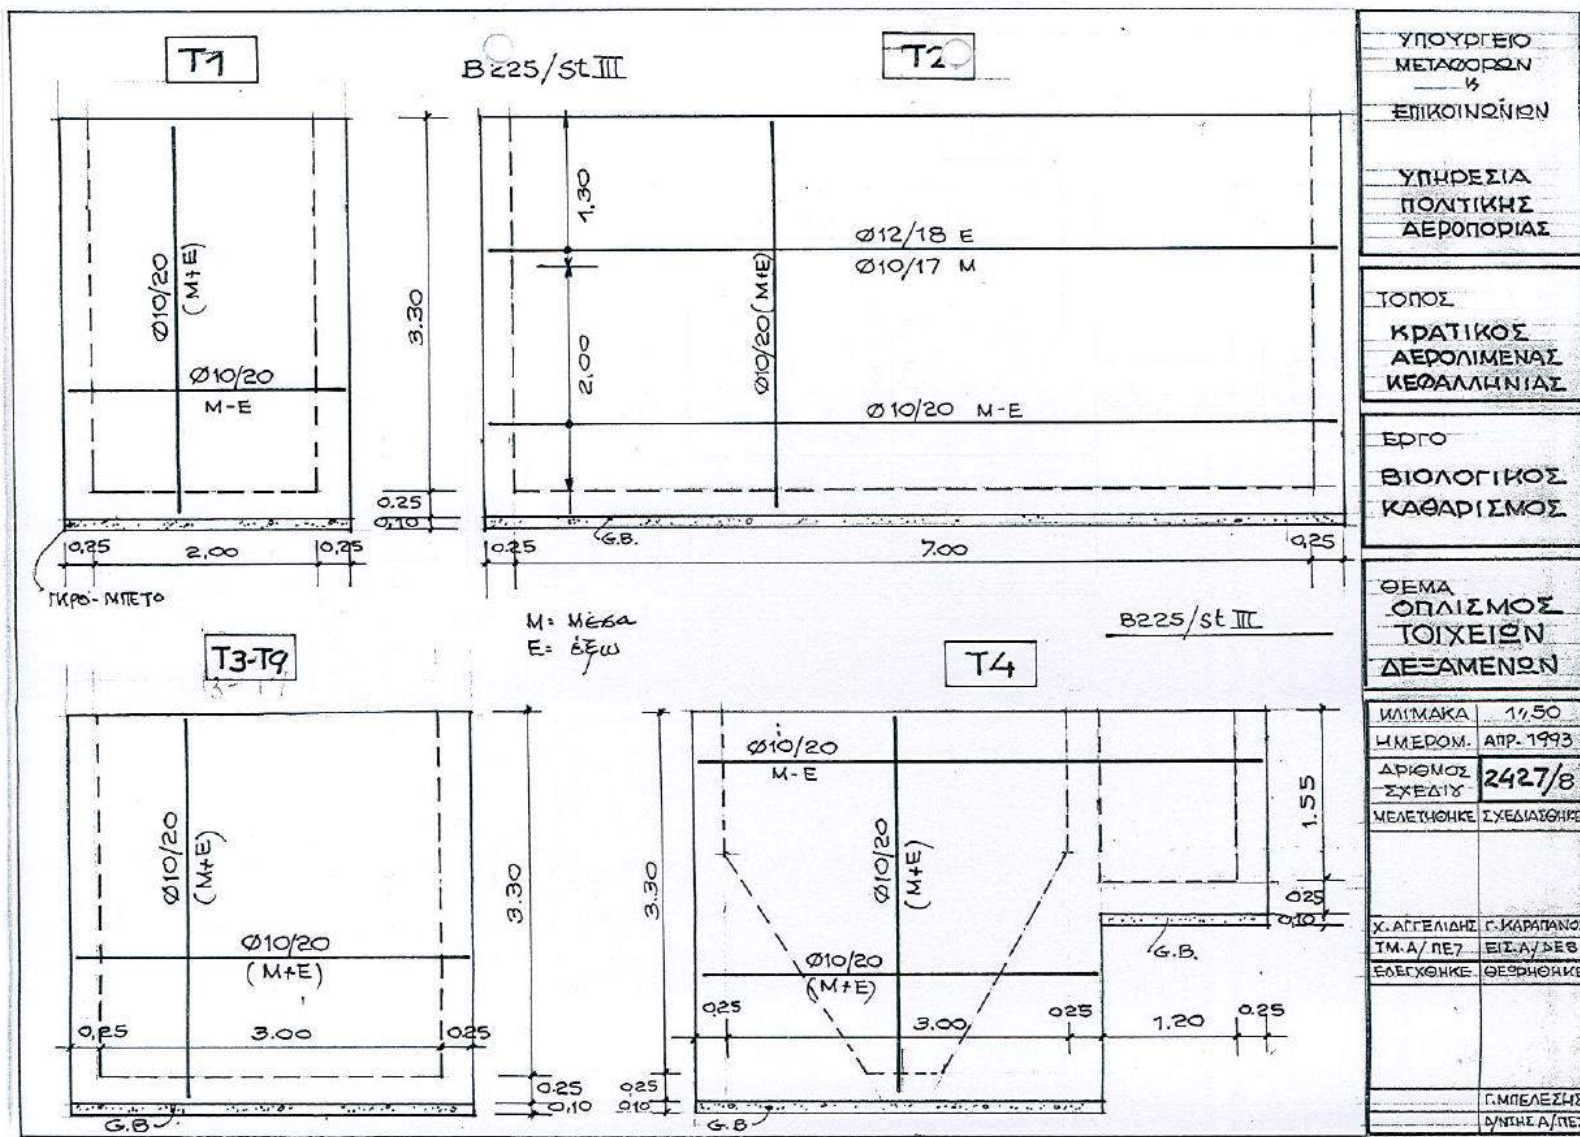 T1
B225/St III
T2
Ø10/20
(M+E)
Ø10/20
M-E
3.30
0.25
0,10
0,25
2,00
0,25
ΓΚΡΟ-ΜΠΕΤΟ
1,30
2,00
Ø10/20 (M+E)
Ø12/18 E
Ø10/17 M
Ø10/20 M-E
G.B.
0.25
7.00
0,25
M= Μέσα
E= έξω
B225/St III
T3-T9
Ø10/20
(M+E)
Ø10/20
(M+E)
3.30
0,25
3.00
0.25
0.25
0,10
G.B.
T4
Ø10/20
M-E
Ø10/20
(M+E)
Ø10/20
(M+E)
3.30
1.55
0.25
0,10
G.B.
0.25
3.00
0.25
1.20
0.25
0.25
0.10
G.B
ΥΠΟΥΡΓΕΙΟ
ΜΕΤΑΦΟΡΩΝ
Κ
ΕΠΙΚΟΙΝΩΝΙΩΝ
ΥΠΗΡΕΣΙΑ
ΠΟΛΙΤΙΚΗΣ
ΑΕΡΟΠΟΡΙΑΣ
ΤΟΠΟΣ
ΚΡΑΤΙΚΟΣ
ΑΕΡΟΛΙΜΕΝΑΣ
ΚΕΦΑΛΛΗΝΙΑΣ
ΕΡΓΟ
ΒΙΟΛΟΓΙΚΟΣ
ΚΑΘΑΡΙΣΜΟΣ
ΘΕΜΑ
ΟΠΛΙΣΜΟΣ
ΤΟΙΧΕΙΩΝ
ΔΕΞΑΜΕΝΩΝ
ΚΛΙΜΑΚΑ 1:50
ΗΜΕΡΟΜ. ΑΠΡ. 1993
ΑΡΙΘΜΟΣ ΣΧΕΔΙΟΥ 2427/8
ΜΕΛΕΤΗΘΗΚΕ ΣΧΕΔΙΑΣΘΗΚΕ
Χ. ΑΓΓΕΛΙΔΗΣ Γ. ΚΑΡΑΠΑΝΟΣ
ΤΜ. Α/ΠΕ7 ΕΙΣ.Α/ΔΕΒ
ΕΛΕΓΧΘΗΚΕ ΘΕΩΡΗΘΗΚΕ
Γ. ΜΠΕΛΕΣΗΣ
Δ/ΝΤΗΣ Δ/ΠΕ7